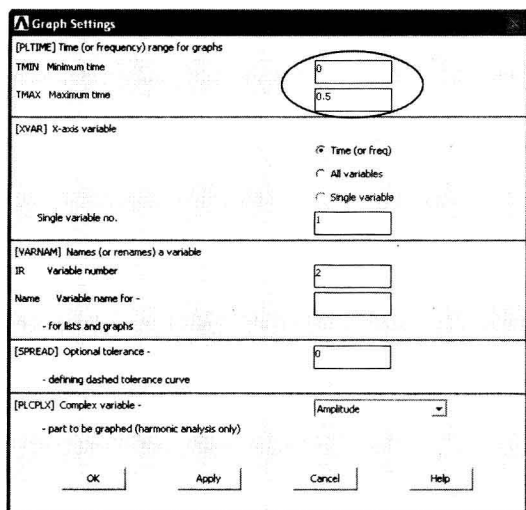 Graph Settings
[PLTIME] Time (or frequency) range for graphs
TMIN Minimum time 0
TMAX Maximum time 0.5
[XVAR] X-axis variable
Time (or freq)
All variables
Single variable
Single variable no. 1
[VARNAM] Names (or renames) a variable
IR Variable number 2
Name Variable name for -
- for lists and graphs
[SPREAD] Optional tolerance - 0
- defining dashed tolerance curve
[PLCPLX] Complex variable - Amplitude
- part to be graphed (harmonic analysis only)
OK Apply Cancel Help